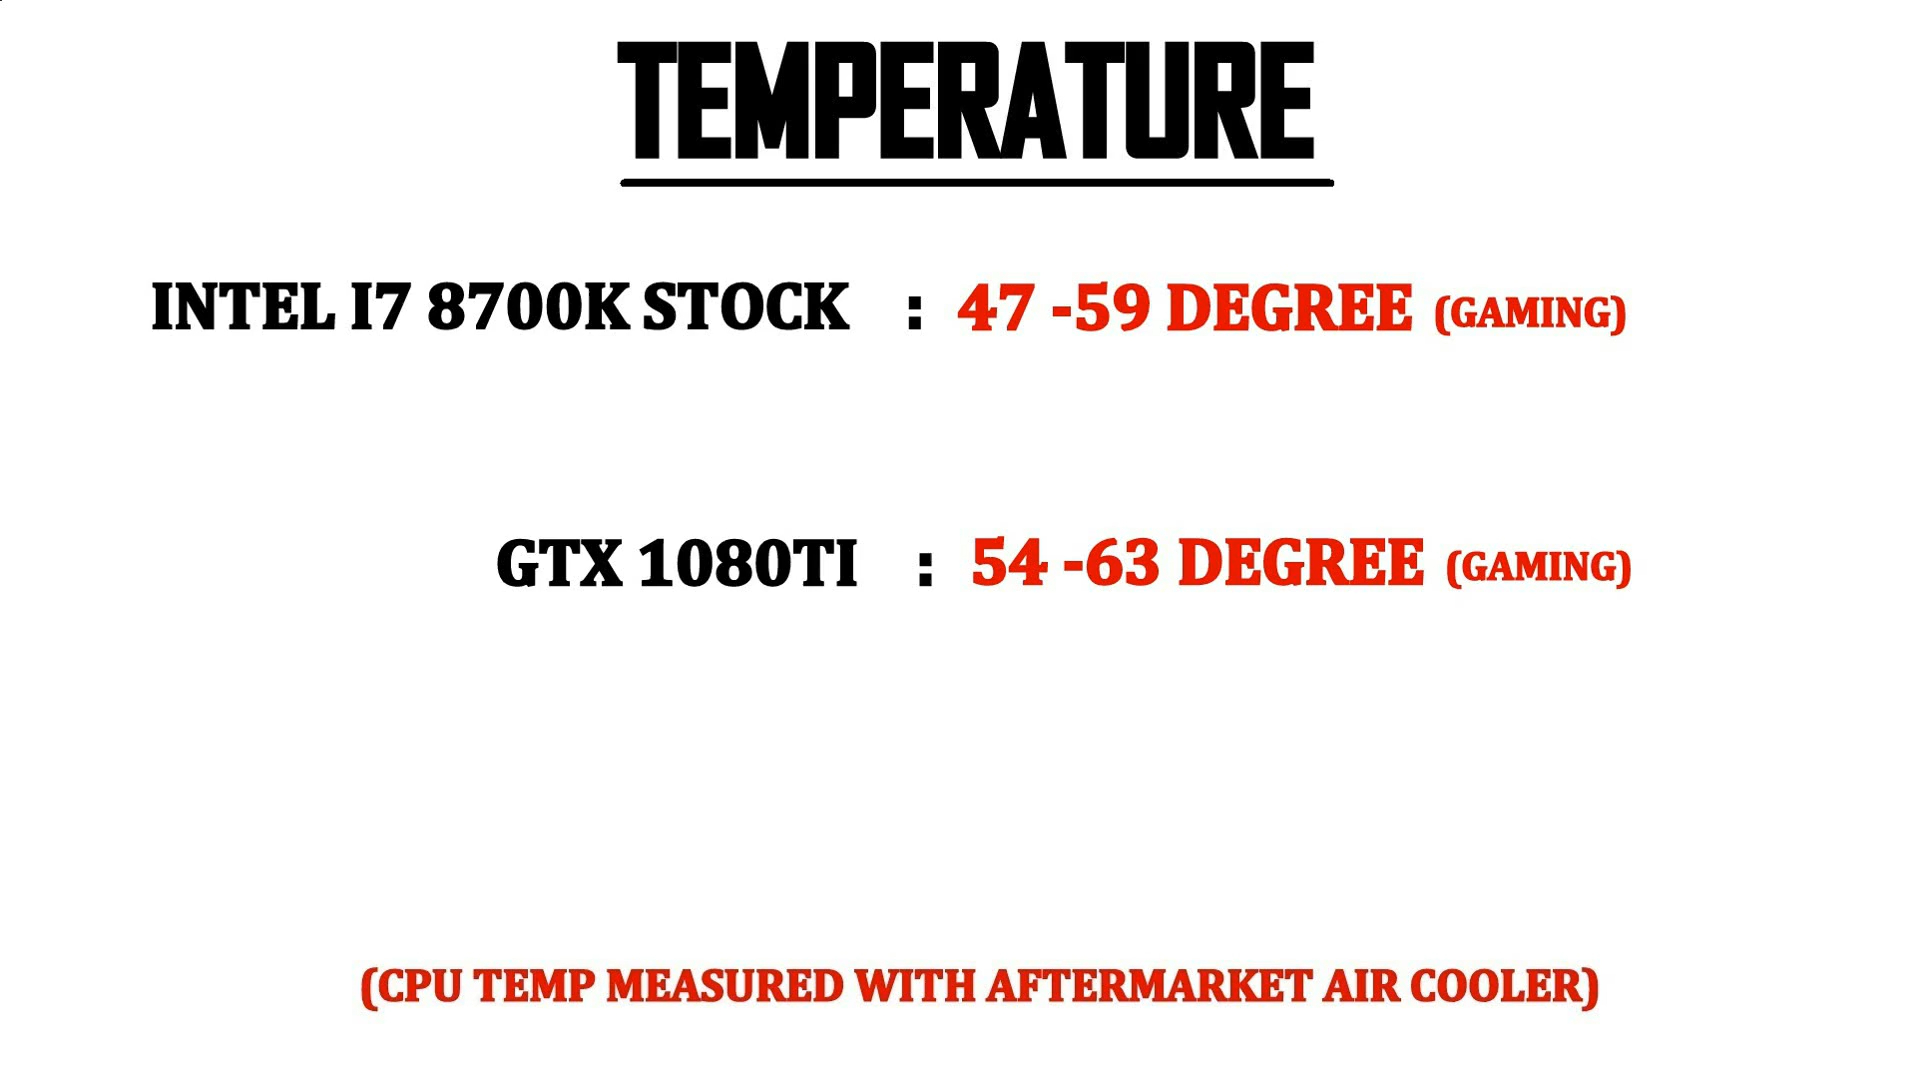 TEMPERATURE
INTEL I7 8700K STOCK : 47 -59 DEGREE (GAMING)
GTX 1080TI : 54 -63 DEGREE (GAMING)
(CPU TEMP MEASURED WITH AFTERMARKET AIR COOLER)